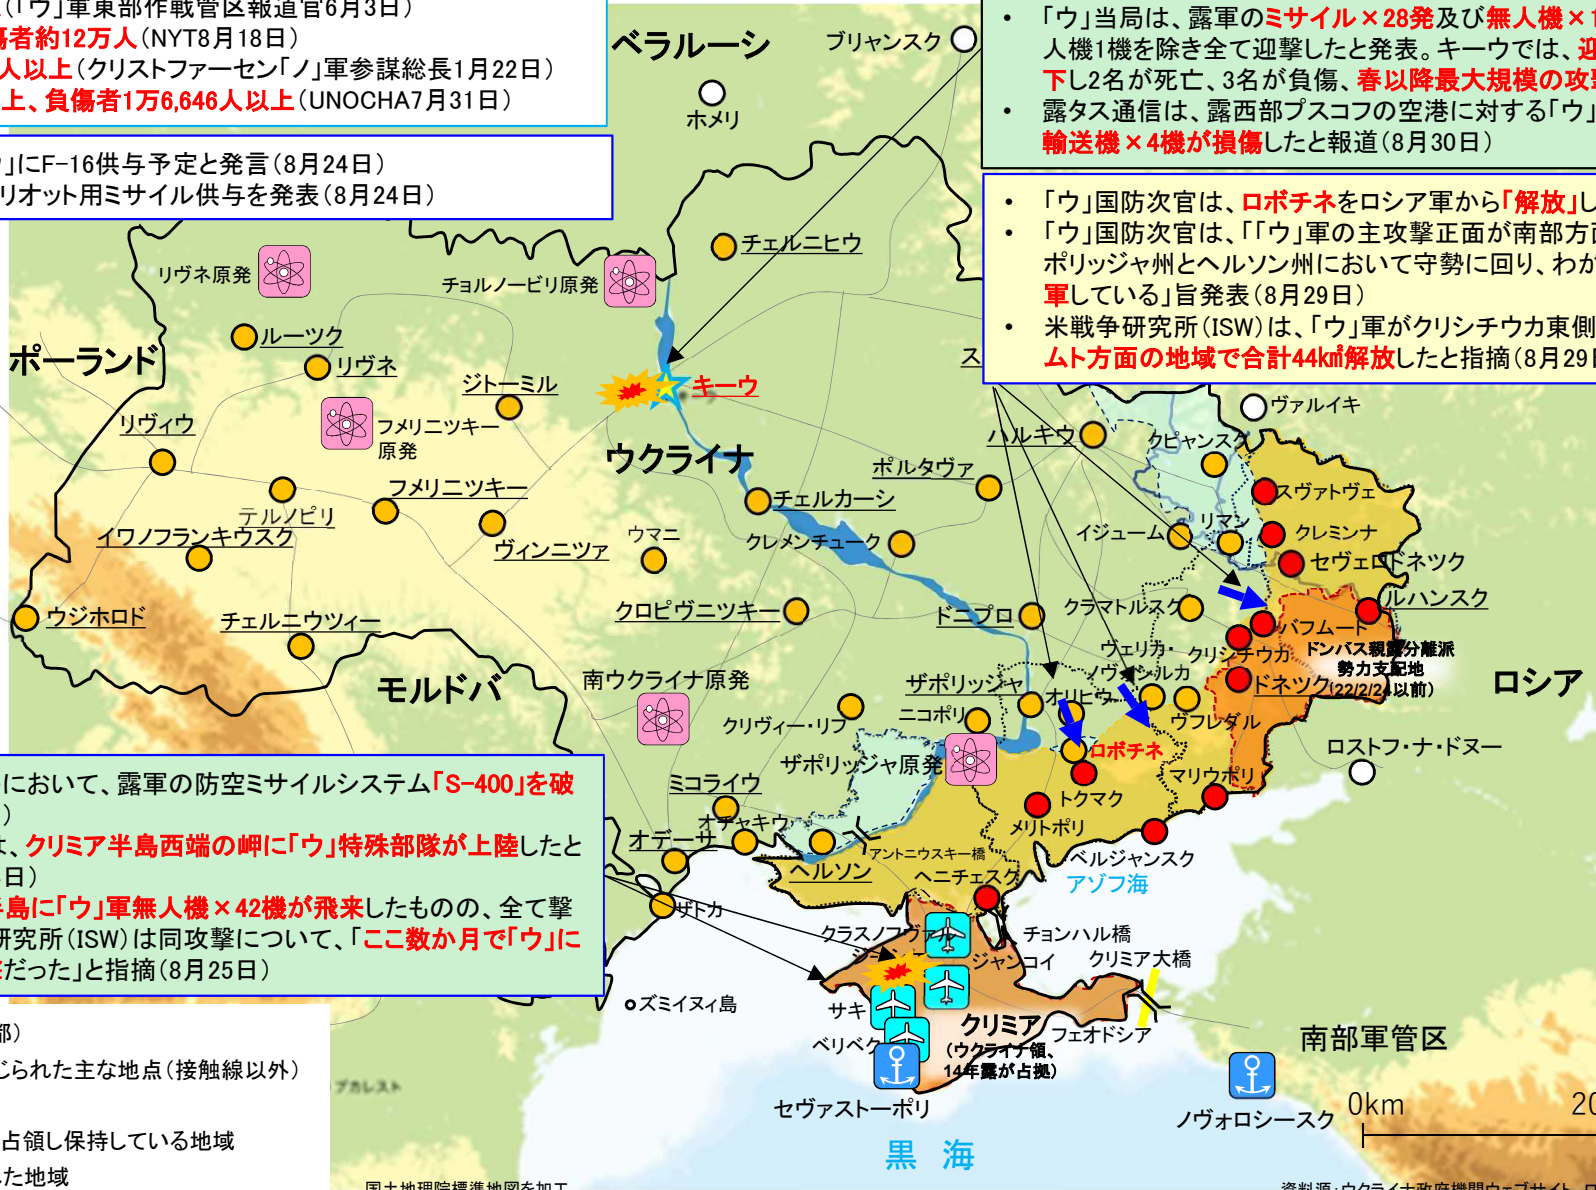 （「ウ」軍東部作戦管区報道官6月3日）
傷者約12万人（NYT8月18日）
人以上（クリストファーセン「ノ」軍参謀総長1月22日）
上、負傷者1万6,646人以上（UNOCHA7月31日）
」にF-16供与予定と発言（8月24日）
リオット用ミサイル供与を発表（8月24日）
• 「ウ」当局は、露軍のミサイル×28発及び無人機×1
人機1機を除き全て迎撃したと発表。キーウでは、迎
下し2名が死亡、3名が負傷、春以降最大規模の攻撃
• 露タス通信は、露西部プスコフの空港に対する「ウ」
輸送機×4機が損傷したと報道（8月30日）
• 「ウ」国防次官は、ロボチネをロシア軍から「解放」し
• 「ウ」国防次官は、「「ウ」軍の主攻撃正面が南部方面
ポリッジャ州とヘルソン州において守勢に回り、わが
軍している」旨発表（8月29日）
• 米戦争研究所（ISW）は、「ウ」軍がクリシチウカ東側
ムト方面の地域で合計44㎢解放したと指摘（8月29日
ベラルーシ
ブリャンスク
ホメリ
チェルニヒウ
リヴネ原発
チョルノービリ原発
ルーツク
ポーランド
リヴネ
ジトーミル
キーウ
ス
ヴァルイキ
リヴィウ
フメリニツキー
原発
ハルキウ
クピャンスク
ウクライナ
ポルタヴァ
フメリニツキー
チェルカーシ
スヴァトヴェ
テルノピリ
イワノフランキウスク
ヴィンニツァ
ウマニ
クレメンチューク
イジューム
リマン
クレミンナ
セヴェロドネツク
ウジホロド
チェルニウツィー
クロピヴニツキー
ドニプロ
クラマトルスク
ルハンスク
バフムート
ヴェリカ・
ノヴォシルカ
クリシチウカ
ドンバス親露分離派
勢力支配地
（22/2/24以前）
モルドバ
南ウクライナ原発
ザポリッジャ
オリヒウ
ドネツク
ロシア
クリヴィー・リフ
ニコポリ
ヴフレダル
ザポリッジャ原発
ロボチネ
ロストフ・ナ・ドヌー
ミコライウ
トクマク
マリウポリ
オチャキウ
メリトポリ
オデーサ
アントニウスキー橋
ベルジャンスク
ヘルソン
ヘニチェスク
アゾフ海
において、露軍の防空ミサイルシステム「S-400」を破
）
は、クリミア半島西端の岬に「ウ」特殊部隊が上陸したと
日）
半島に「ウ」軍無人機×42機が飛来したものの、全て撃
研究所（ISW）は同攻撃について、「ここ数か月で「ウ」に
だった」と指摘（8月25日）
ザトカ
クラスノフ
チョンハル橋
ジャンコイ
クリミア大橋
ズミイヌィ島
サキ
クリミア
（ウクライナ領、
14年露が占拠）
フェオドシア
ベリベク
南部軍管区
セヴァストーポリ
ノヴォロシースク
0km
20
黒 海
部）
じられた主な地点（接触線以外）
占領し保持している地域
した地域
ブカレスト
国土地理院標準地図を加工
資料源：ウクライナ政府機関ウェブサイト、